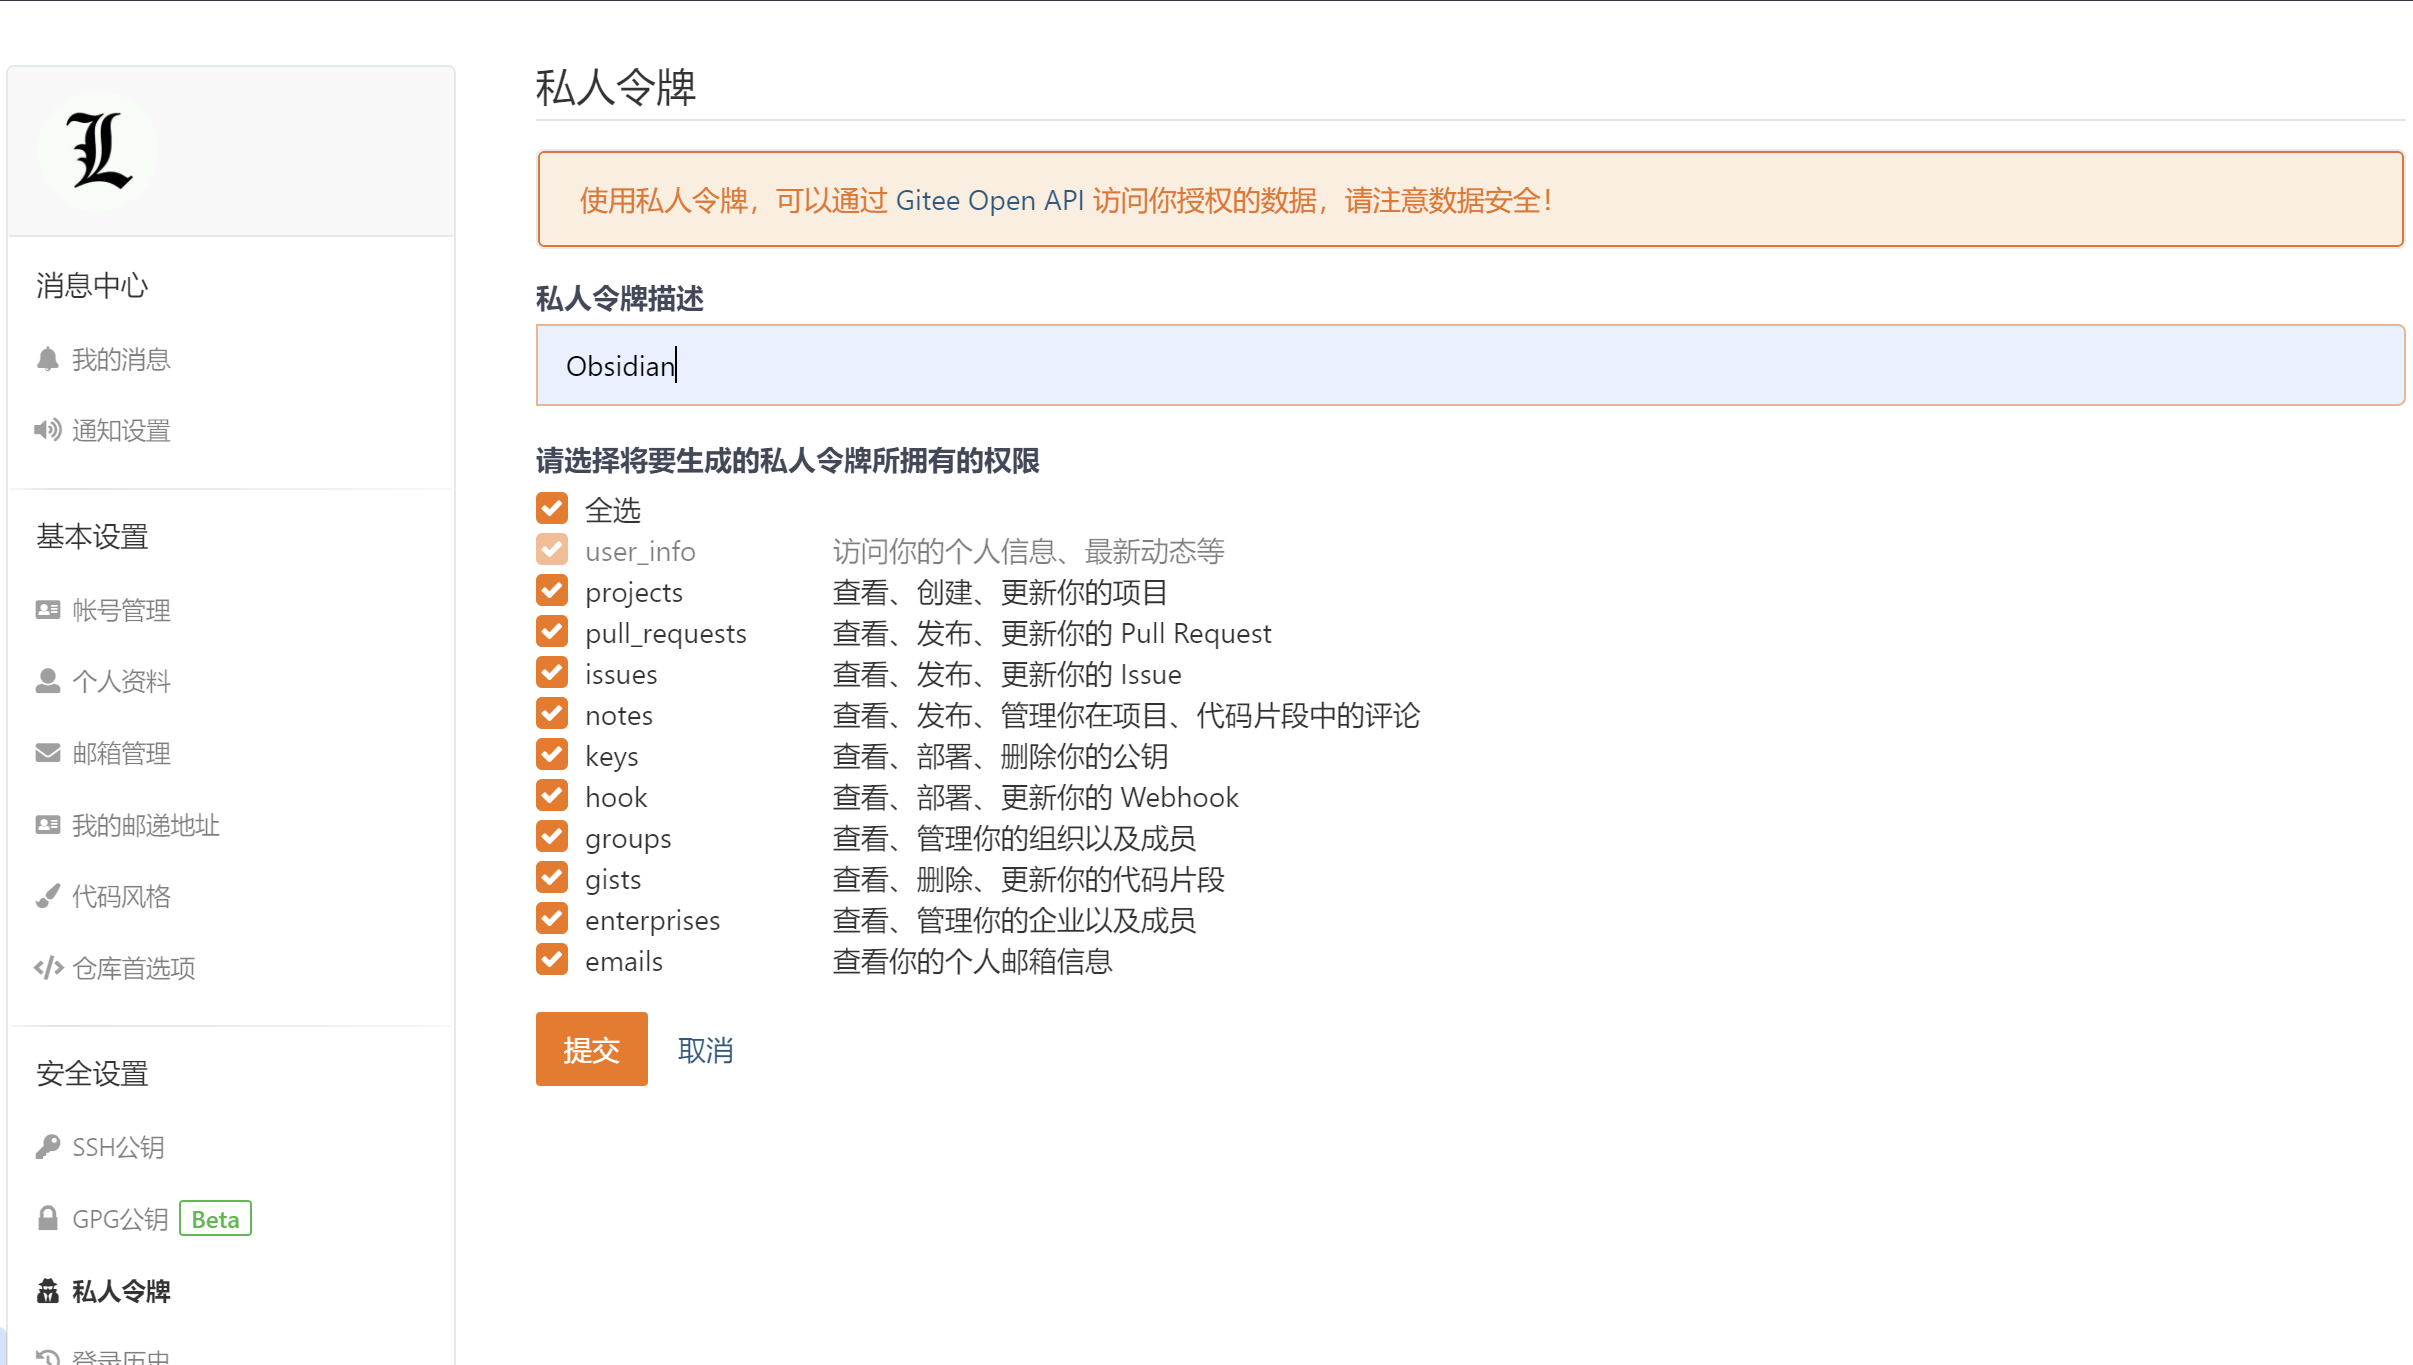 L
消息中心
我的消息
通知设置
基本设置
帐号管理
个人资料
邮箱管理
我的邮递地址
代码风格
仓库首选项
安全设置
SSH公钥
GPG公钥 Beta
私人令牌
登录历史
私人令牌
使用私人令牌，可以通过 Gitee Open API 访问你授权的数据，请注意数据安全！
私人令牌描述
Obsidian
请选择将要生成的私人令牌所拥有的权限
全选
user_info 访问你的个人信息、最新动态等
projects 查看、创建、更新你的项目
pull_requests 查看、发布、更新你的 Pull Request
issues 查看、发布、更新你的 Issue
notes 查看、发布、管理你在项目、代码片段中的评论
keys 查看、部署、删除你的公钥
hook 查看、部署、更新你的 Webhook
groups 查看、管理你的组织以及成员
gists 查看、删除、更新你的代码片段
enterprises 查看、管理你的企业以及成员
emails 查看你的个人邮箱信息
提交 取消